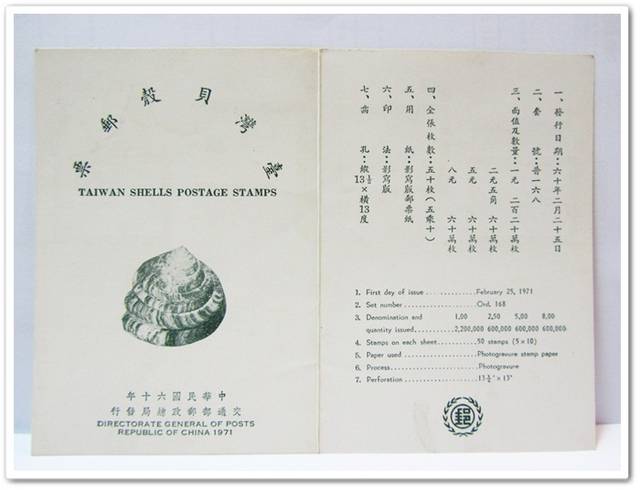 臺灣貝殼郵票
TAIWAN SHELLS POSTAGE STAMPS
中華民國六十年
交通部郵政總局發行
DIRECTORATE GENERAL OF POSTS
REPUBLIC OF CHINA 1971
一、發行日期：六十年二月二十五日
二、套　　號：普一六八
三、面值及數量：一元　二百二十萬枚
二元五角　六十萬枚
五元　六十萬枚
八元　六十萬枚
四、全張枚數：五十枚(五乘十)
五、用　　紙：影寫版郵票紙
六、印　　法：影寫版
七、齒　　孔：縱13½×橫13度
1. First day of issue .............February 25, 1971
2. Set number .....................Ord. 168
3. Denomination and 1.00 2.50 5.00 8.00
quantity issued..........2,200,000 600,000 600,000 600,000
4. Stamps on each sheet...........50 stamps (5×10)
5. Paper used ....................Photogravure stamp paper
6. Process........................Photogravure
7. Perforation ...................13½°×13°
郵